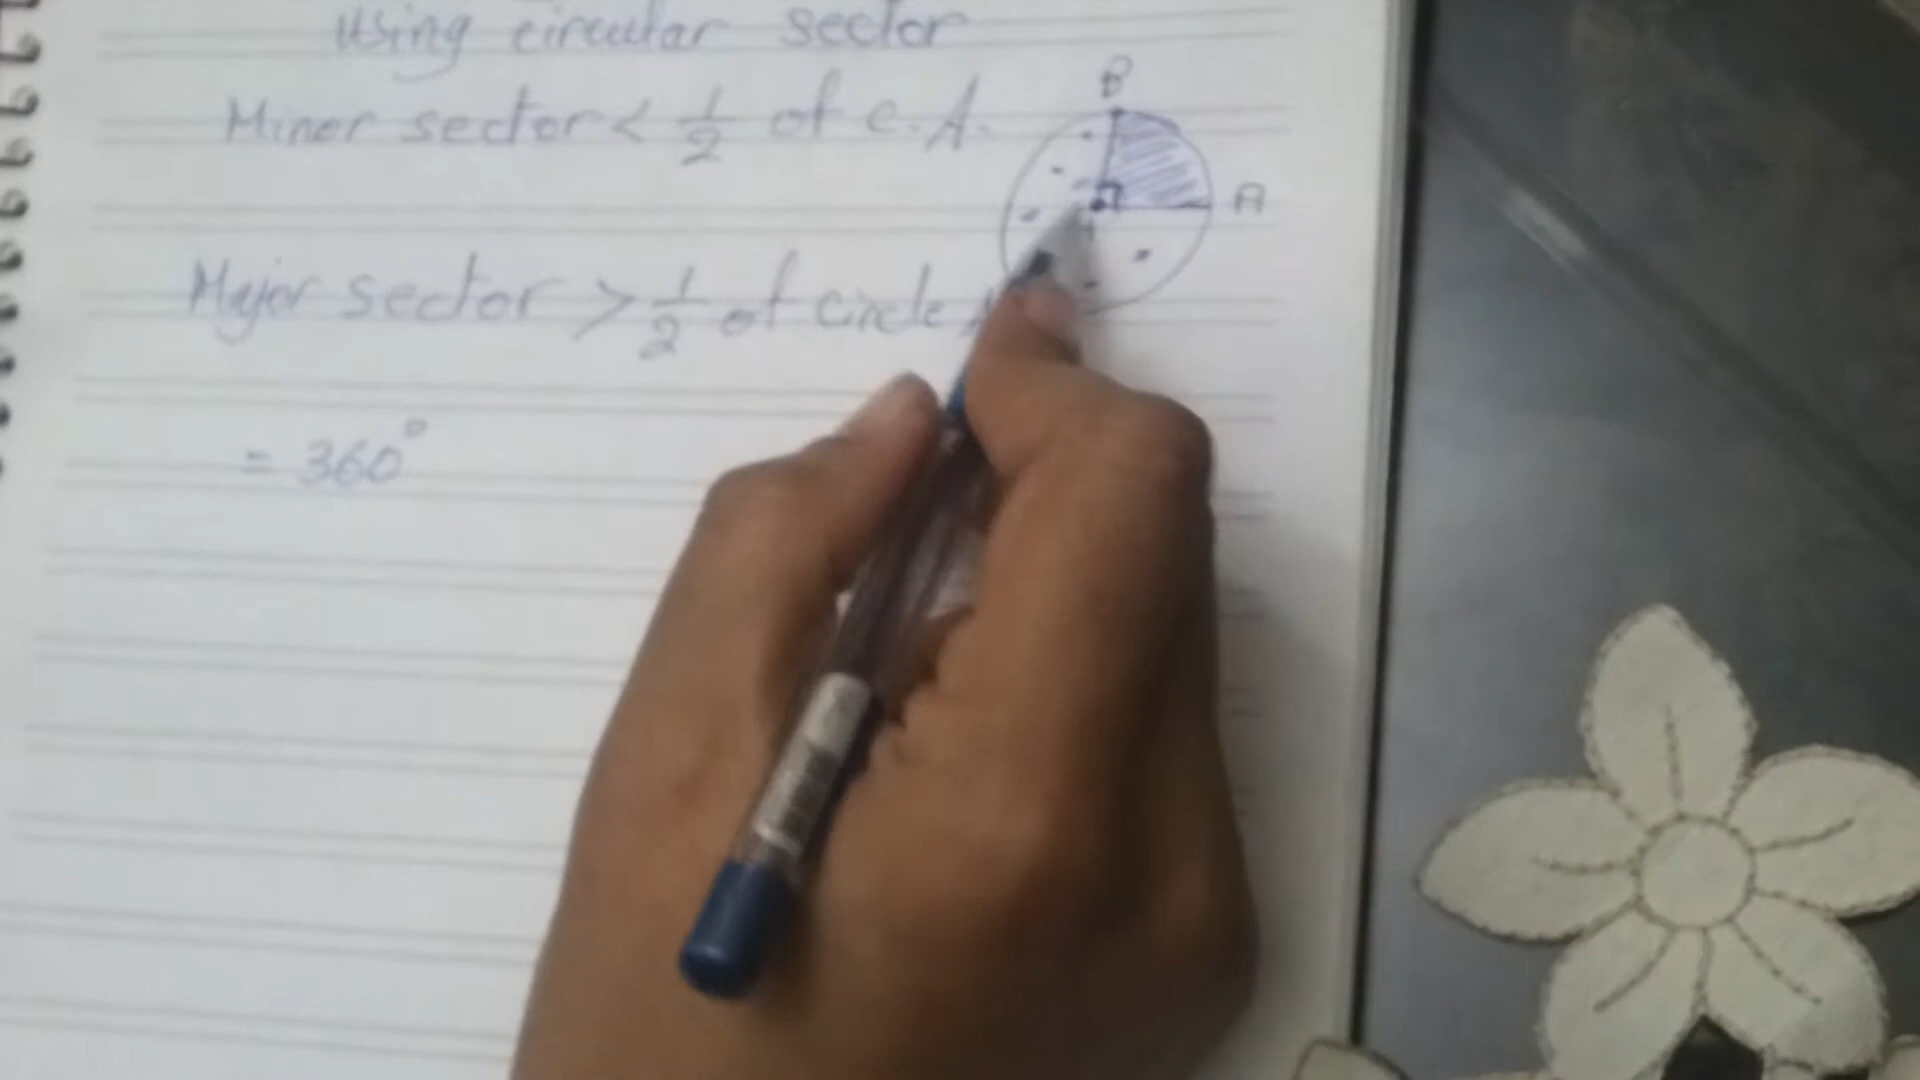 using circular sector
Minor sector < 1/2 of C.A.
B
A
Major sector > 1/2 of circle
= 360°